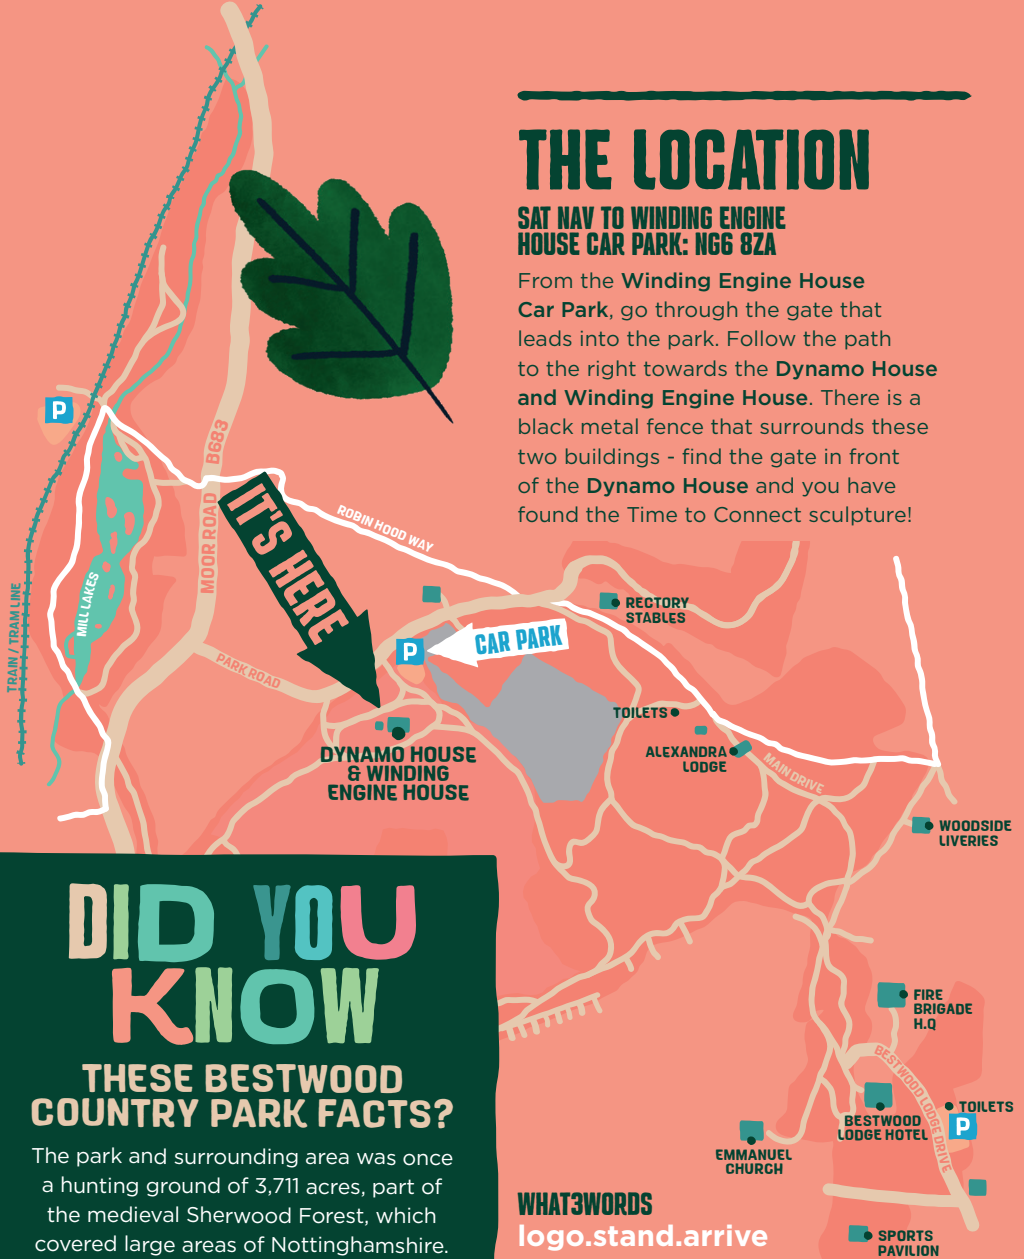 THE LOCATION
SAT NAV TO WINDING ENGINE
HOUSE CAR PARK: NG6 8ZA
From the Winding Engine House
Car Park, go through the gate that
leads into the park. Follow the path
to the right towards the Dynamo House
and Winding Engine House. There is a
black metal fence that surrounds these
two buildings - find the gate in front
of the Dynamo House and you have
found the Time to Connect sculpture!
P
B683
MOOR ROAD
IT'S HERE
ROBIN HOOD WAY
MILL LAKES
TRAIN / TRAM LINE
PARK ROAD
P
CAR PARK
RECTORY
STABLES
TOILETS
ALEXANDRA
LODGE
MAIN DRIVE
DYNAMO HOUSE
& WINDING
ENGINE HOUSE
WOODSIDE
LIVERIES
FIRE
BRIGADE
H.Q
BESTWOOD LODGE DRIVE
TOILETS
P
BESTWOOD
LODGE HOTEL
EMMANUEL
CHURCH
SPORTS
PAVILION
DID YOU
KNOW
THESE BESTWOOD
COUNTRY PARK FACTS?
The park and surrounding area was once
a hunting ground of 3,711 acres, part of
the medieval Sherwood Forest, which
covered large areas of Nottinghamshire.
WHAT3WORDS
logo.stand.arrive